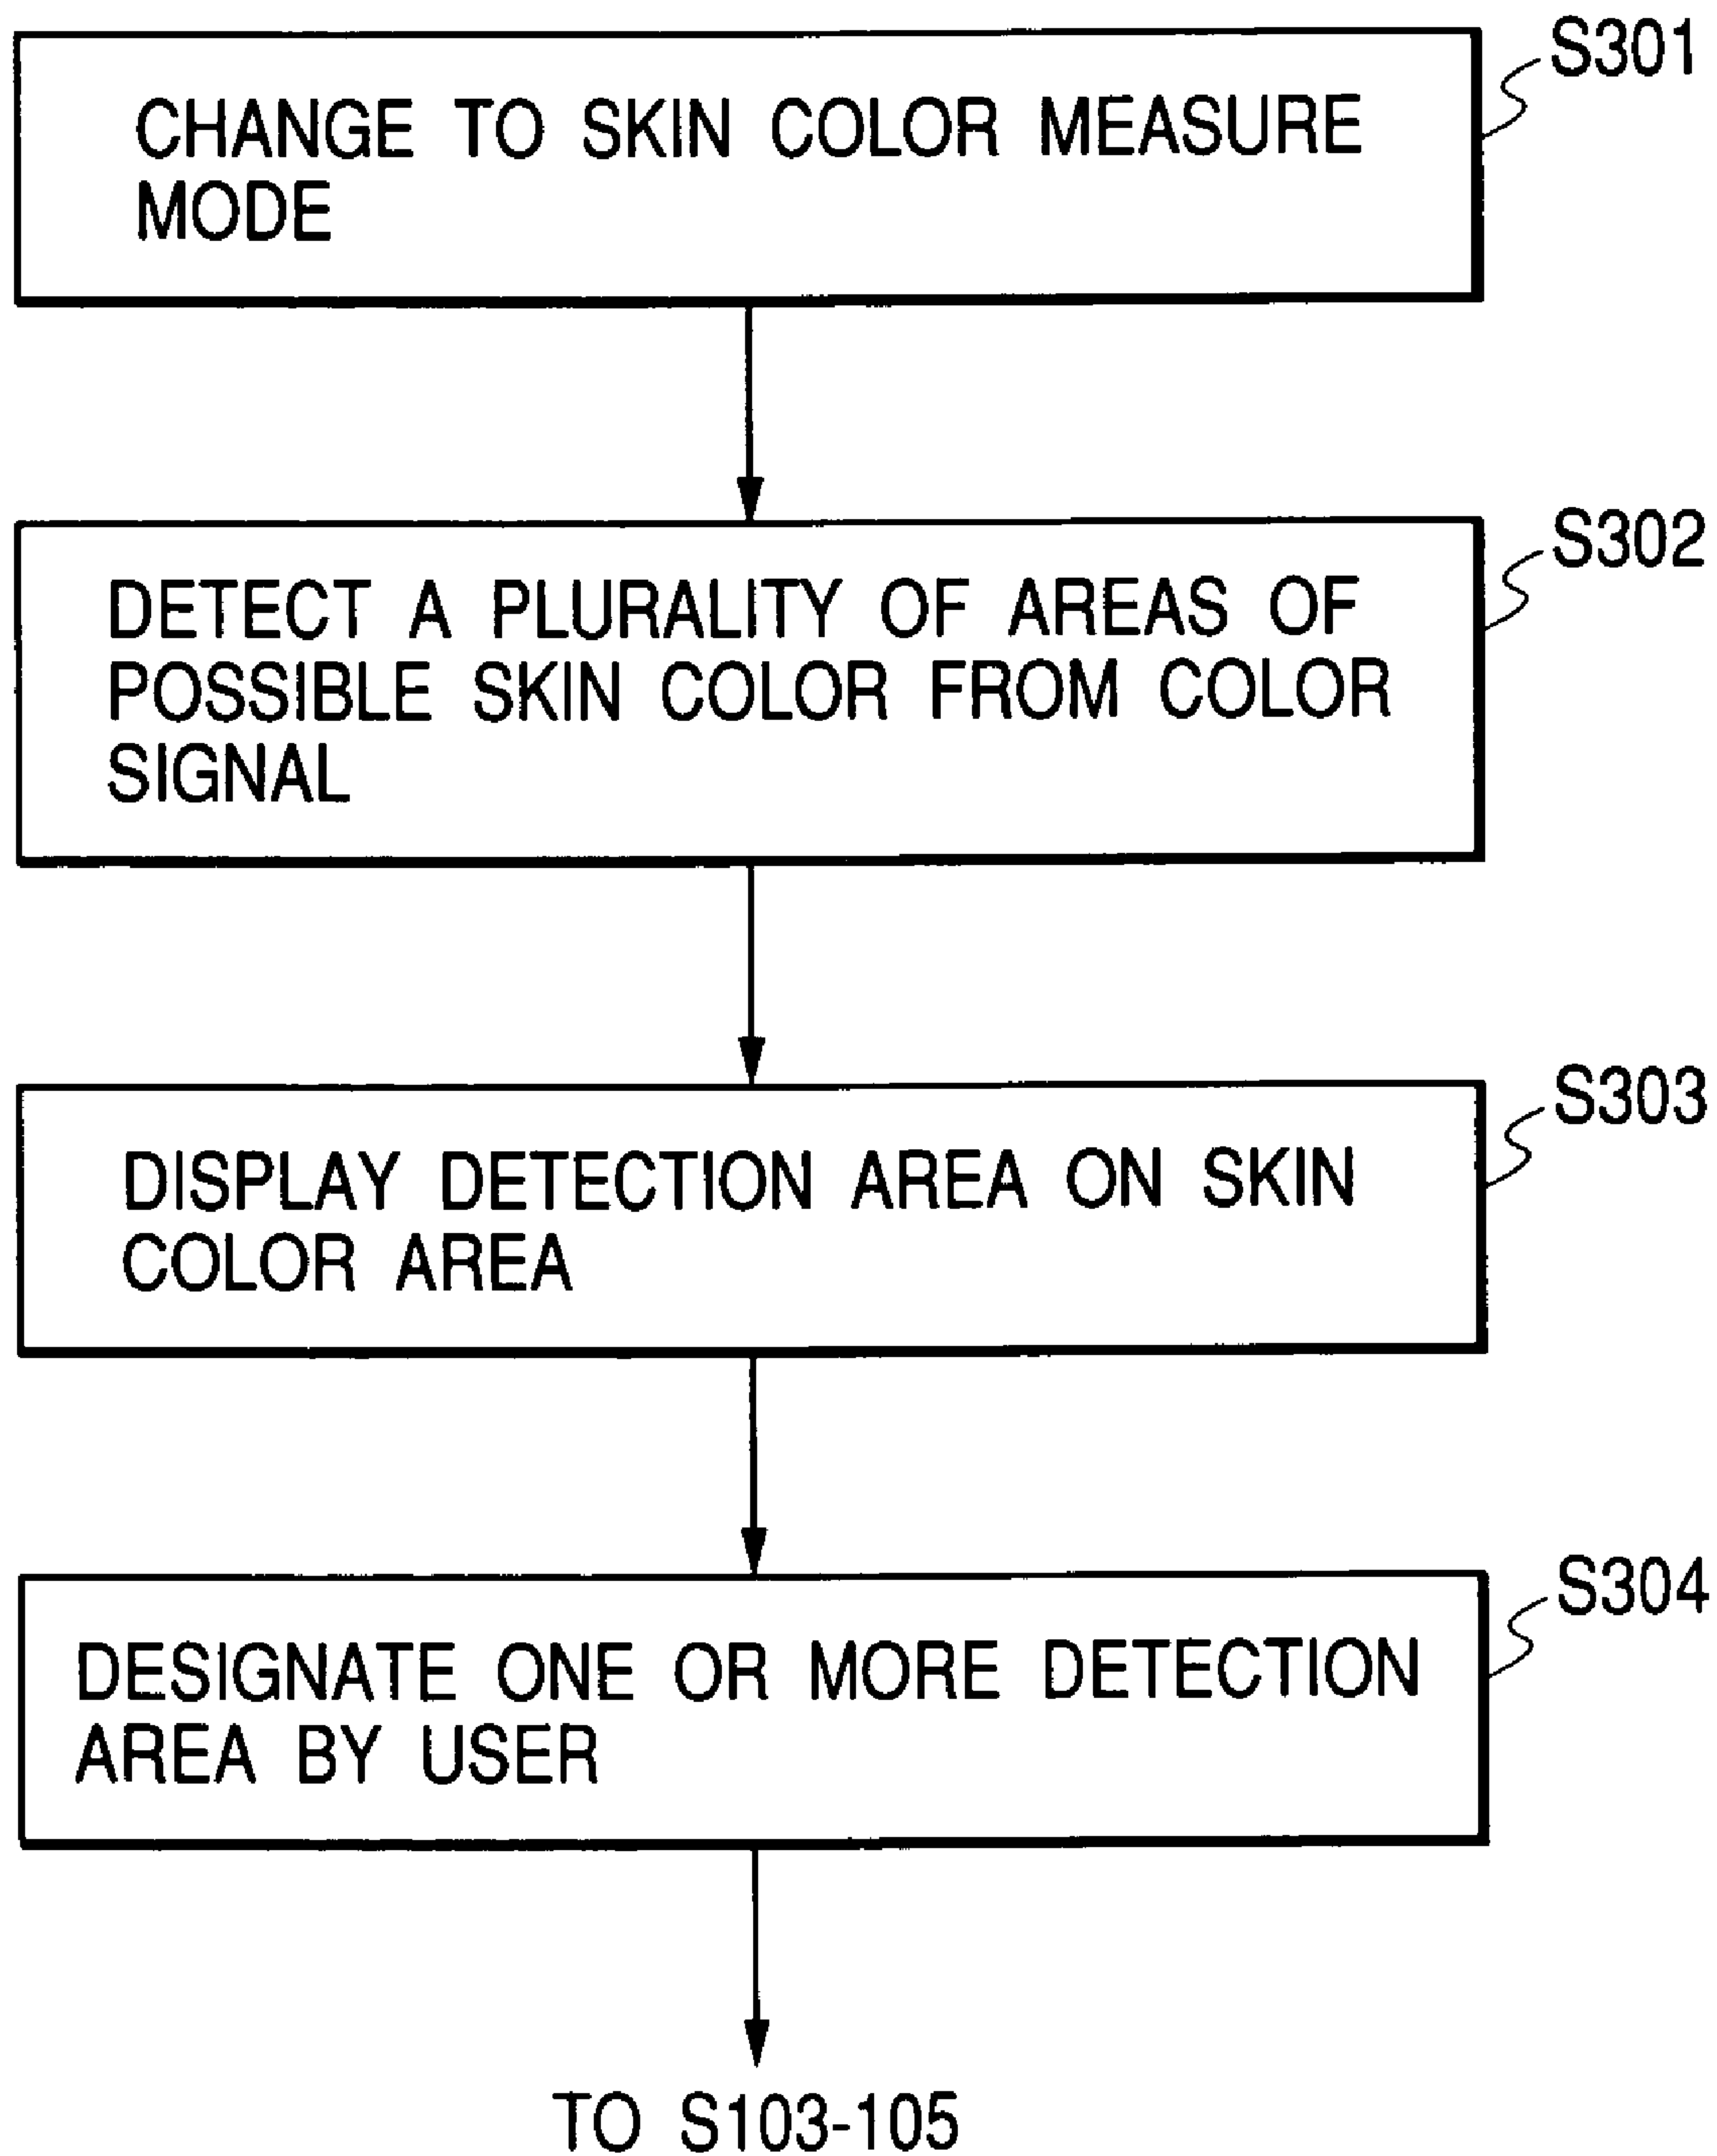 S301
CHANGE TO SKIN COLOR MEASURE
MODE
S302
DETECT A PLURALITY OF AREAS OF
POSSIBLE SKIN COLOR FROM COLOR
SIGNAL
S303
DISPLAY DETECTION AREA ON SKIN
COLOR AREA
S304
DESIGNATE ONE OR MORE DETECTION
AREA BY USER
TO S103-105